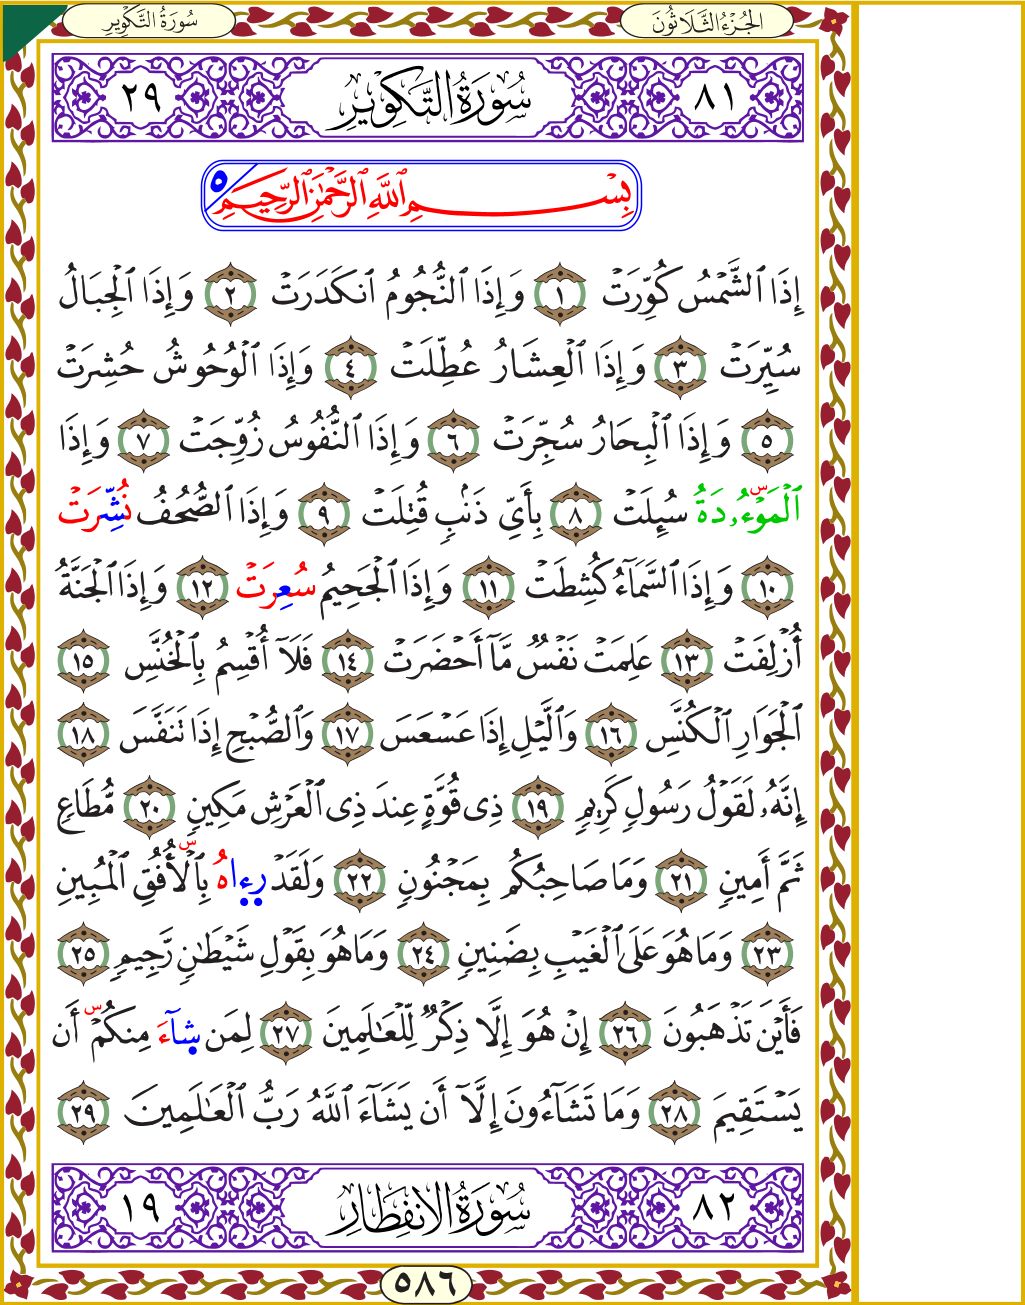 سُورَةُ التَّكْوِيرِ
الجُزْءُ الثَّلَاثُونَ
٨١ سُورَةُ التَّكْوِيرِ ٢٩
بِسْمِ ٱللَّهِ ٱلرَّحْمَٰنِ ٱلرَّحِيمِ ٥
إِذَا ٱلشَّمْسُ كُوِّرَتْ ١ وَإِذَا ٱلنُّجُومُ ٱنكَدَرَتْ ٢ وَإِذَا ٱلْجِبَالُ
سُيِّرَتْ ٣ وَإِذَا ٱلْعِشَارُ عُطِّلَتْ ٤ وَإِذَا ٱلْوُحُوشُ حُشِرَتْ
٥ وَإِذَا ٱلْبِحَارُ سُجِّرَتْ ٦ وَإِذَا ٱلنُّفُوسُ زُوِّجَتْ ٧ وَإِذَا
ٱلْمَوْءُۥدَةُ سُئِلَتْ ٨ بِأَىِّ ذَنۢبٍ قُتِلَتْ ٩ وَإِذَا ٱلصُّحُفُ نُشِّرَتْ
١٠ وَإِذَا ٱلسَّمَآءُ كُشِطَتْ ١١ وَإِذَا ٱلْجَحِيمُ سُعِرَتْ ١٢ وَإِذَا ٱلْجَنَّةُ
أُزْلِفَتْ ١٣ عَلِمَتْ نَفْسٌ مَّآ أَحْضَرَتْ ١٤ فَلَآ أُقْسِمُ بِٱلْخُنَّسِ ١٥
ٱلْجَوَارِ ٱلْكُنَّسِ ١٦ وَٱلَّيْلِ إِذَا عَسْعَسَ ١٧ وَٱلصُّبْحِ إِذَا تَنَفَّسَ ١٨
إِنَّهُۥ لَقَوْلُ رَسُولٍ كَرِيمٍ ١٩ ذِى قُوَّةٍ عِندَ ذِى ٱلْعَرْشِ مَكِينٍ ٢٠ مُّطَاعٍ
ثَمَّ أَمِينٍ ٢١ وَمَا صَاحِبُكُم بِمَجْنُونٍ ٢٢ وَلَقَدْ رِءاهُ بِٱلْأُفُقِ ٱلْمُبِينِ
٢٣ وَمَا هُوَ عَلَى ٱلْغَيْبِ بِضَنِينٍ ٢٤ وَمَا هُوَ بِقَوْلِ شَيْطَٰنٍ رَّجِيمٍ ٢٥
فَأَيْنَ تَذْهَبُونَ ٢٦ إِنْ هُوَ إِلَّا ذِكْرٌ لِّلْعَٰلَمِينَ ٢٧ لِمَن شِآءَ مِنكُمْ أَن
يَسْتَقِيمَ ٢٨ وَمَا تَشَآءُونَ إِلَّآ أَن يَشَآءَ ٱللَّهُ رَبُّ ٱلْعَٰلَمِينَ ٢٩
٨٢ سُورَةُ الانفِطَارِ ١٩
٥٨٦